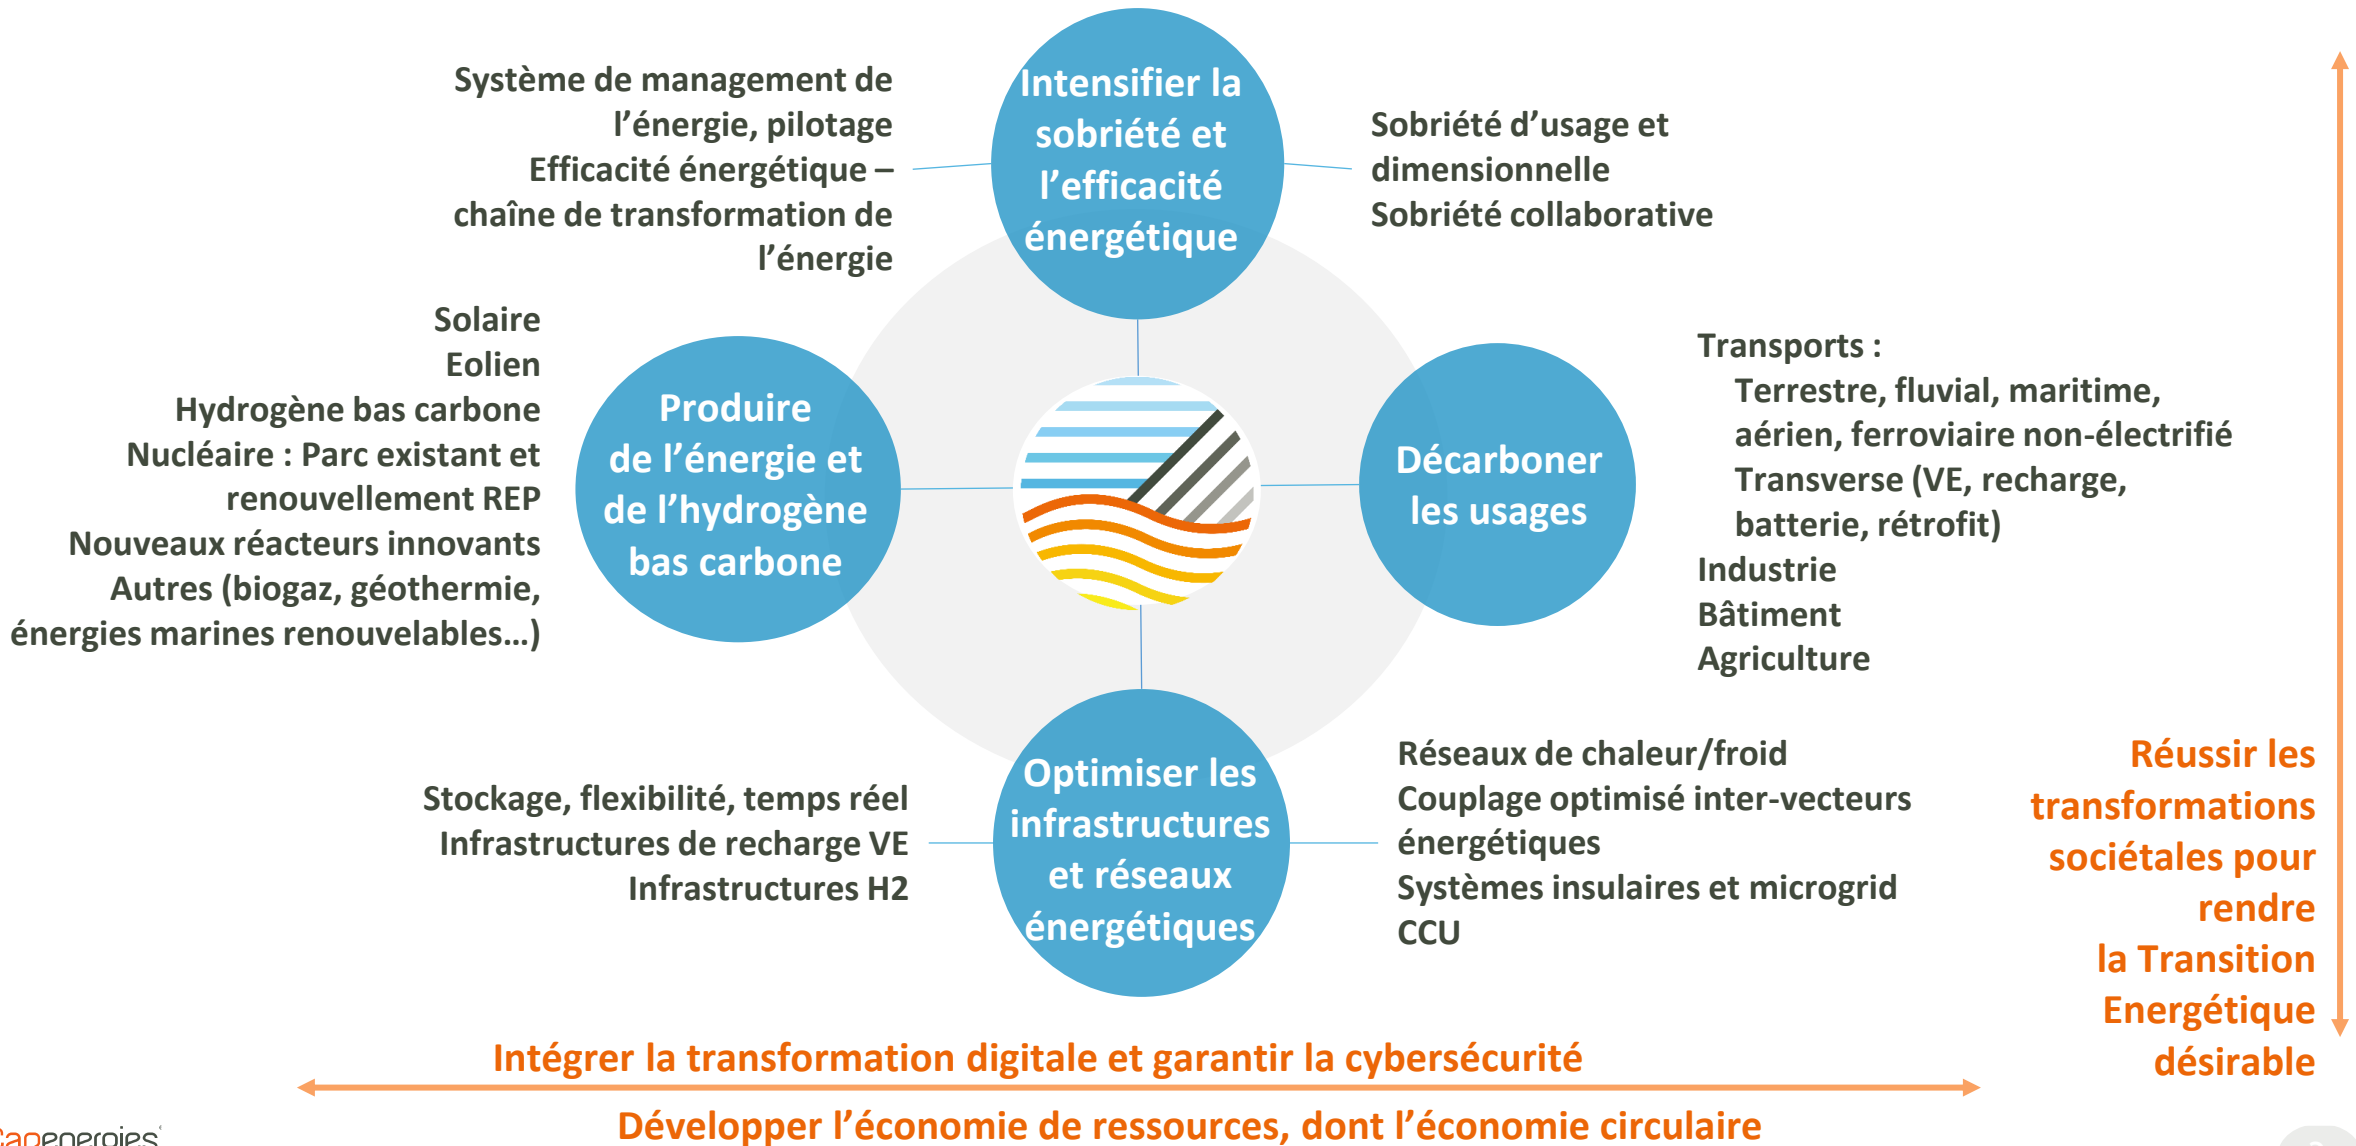 Système de management de
l’énergie, pilotage
Efficacité énergétique –
chaîne de transformation de
l’énergie
Intensifier la
sobriété et
l’efficacité
énergétique
Sobriété d’usage et
dimensionnelle
Sobriété collaborative
Solaire
Eolien
Hydrogène bas carbone
Nucléaire : Parc existant et
renouvellement REP
Nouveaux réacteurs innovants
Autres (biogaz, géothermie,
énergies marines renouvelables…)
Produire
de l’énergie et
de l’hydrogène
bas carbone
Décarboner
les usages
Transports :
Terrestre, fluvial, maritime,
aérien, ferroviaire non-électrifié
Transverse (VE, recharge,
batterie, rétrofit)
Industrie
Bâtiment
Agriculture
Stockage, flexibilité, temps réel
Infrastructures de recharge VE
Infrastructures H2
Optimiser les
infrastructures
et réseaux
énergétiques
Réseaux de chaleur/froid
Couplage optimisé inter-vecteurs
énergétiques
Systèmes insulaires et microgrid
CCU
Réussir les
transformations
sociétales pour
rendre
la Transition
Energétique
désirable
Intégrer la transformation digitale et garantir la cybersécurité
Développer l’économie de ressources, dont l’économie circulaire
Capenergies